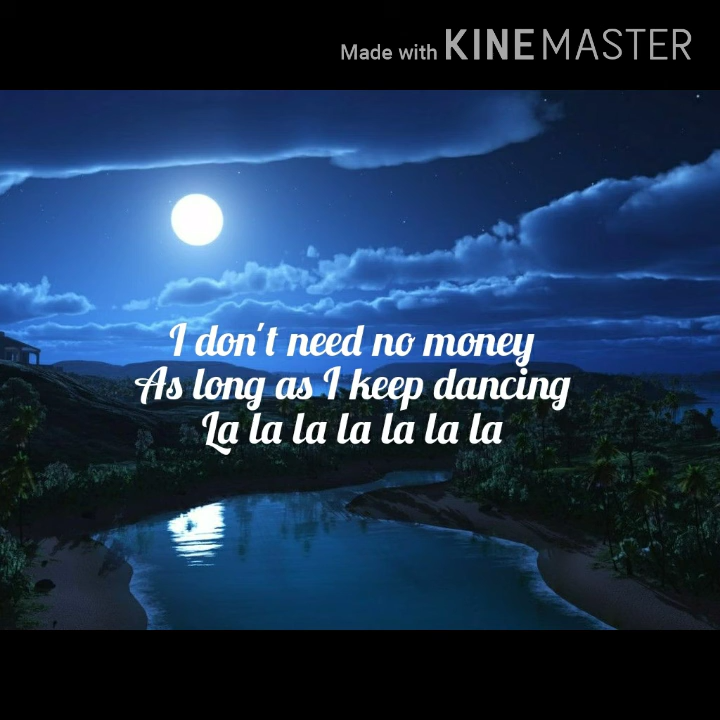 Made with KINEMASTER
I don't need no money
As long as I keep dancing
La la la la la la la